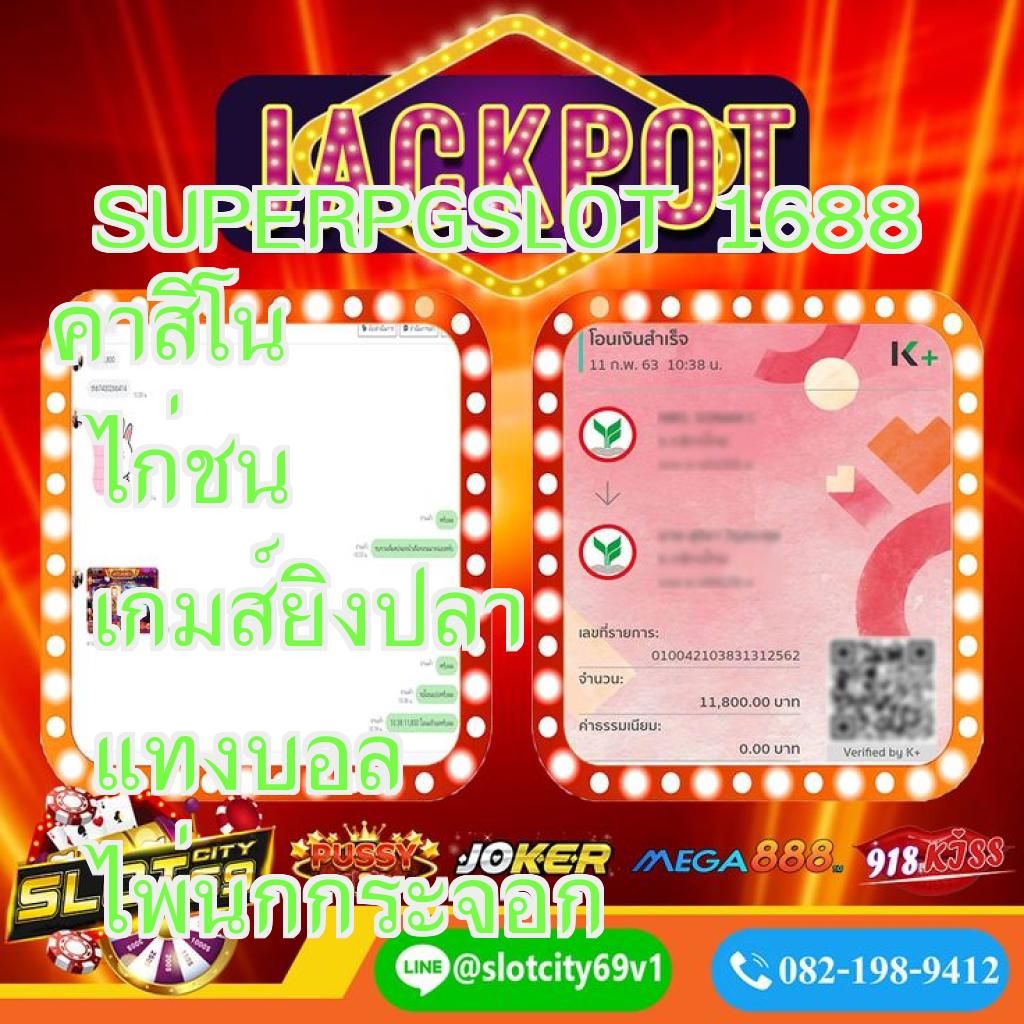 JACKPOT
SUPERPGSLOT 1688
คาสิโน
ไก่ชน
เกมส์ยิงปลา
แทงบอล
ไพ่นกกระจอก
โอนเงินสำเร็จ
11 ก.พ. 63 10:38 น.
K+
เลขที่รายการ:
010042103831312562
จำนวน:
11,800.00 บาท
ค่าธรรมเนียม:
0.00 บาท
Verified by K+
SLOT CITY
PUSSY
JOKER
MEGA888
918KISS
LINE @slotcity69v1
082-198-9412